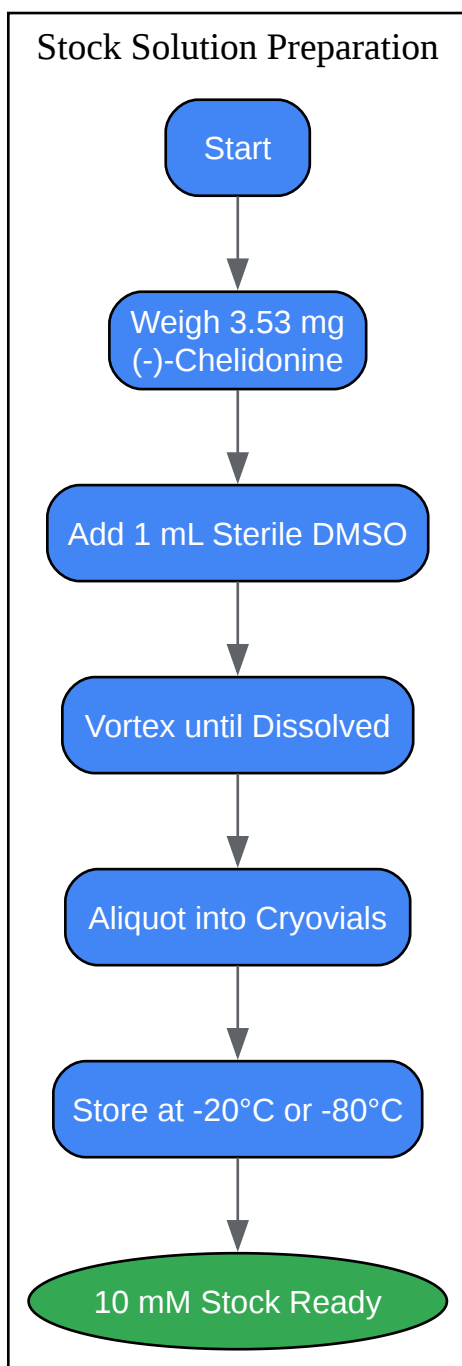 Stock Solution Preparation
Start
Weigh 3.53 mg
(-)-Chelidonine
Add 1 mL Sterile DMSO
Vortex until Dissolved
Aliquot into Cryovials
Store at -20°C or -80°C
10 mM Stock Ready